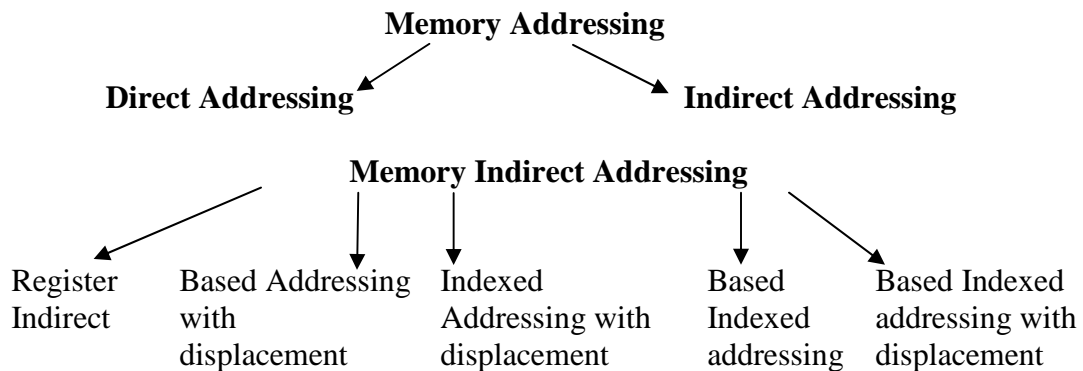 Memory Addressing
Direct Addressing
Indirect Addressing
Memory Indirect Addressing
Register
Indirect
Based Addressing
with
displacement
Indexed
Addressing with
displacement
Based
Indexed
addressing
Based Indexed
addressing with
displacement